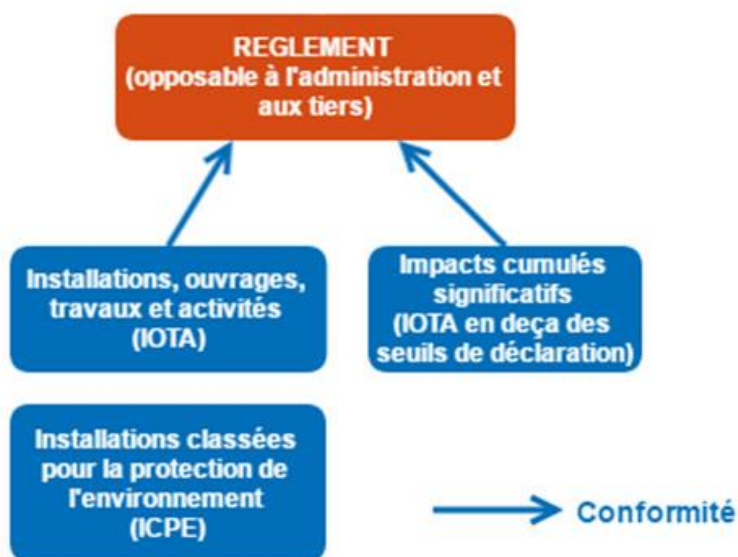 REGLEMENT
(opposable à l'administration et
aux tiers)
Installations, ouvrages,
travaux et activités
(IOTA)
Impacts cumulés
significatifs
(IOTA en deça des
seuils de déclaration)
Installations classées
pour la protection de
l'environnement
(ICPE)
Conformité